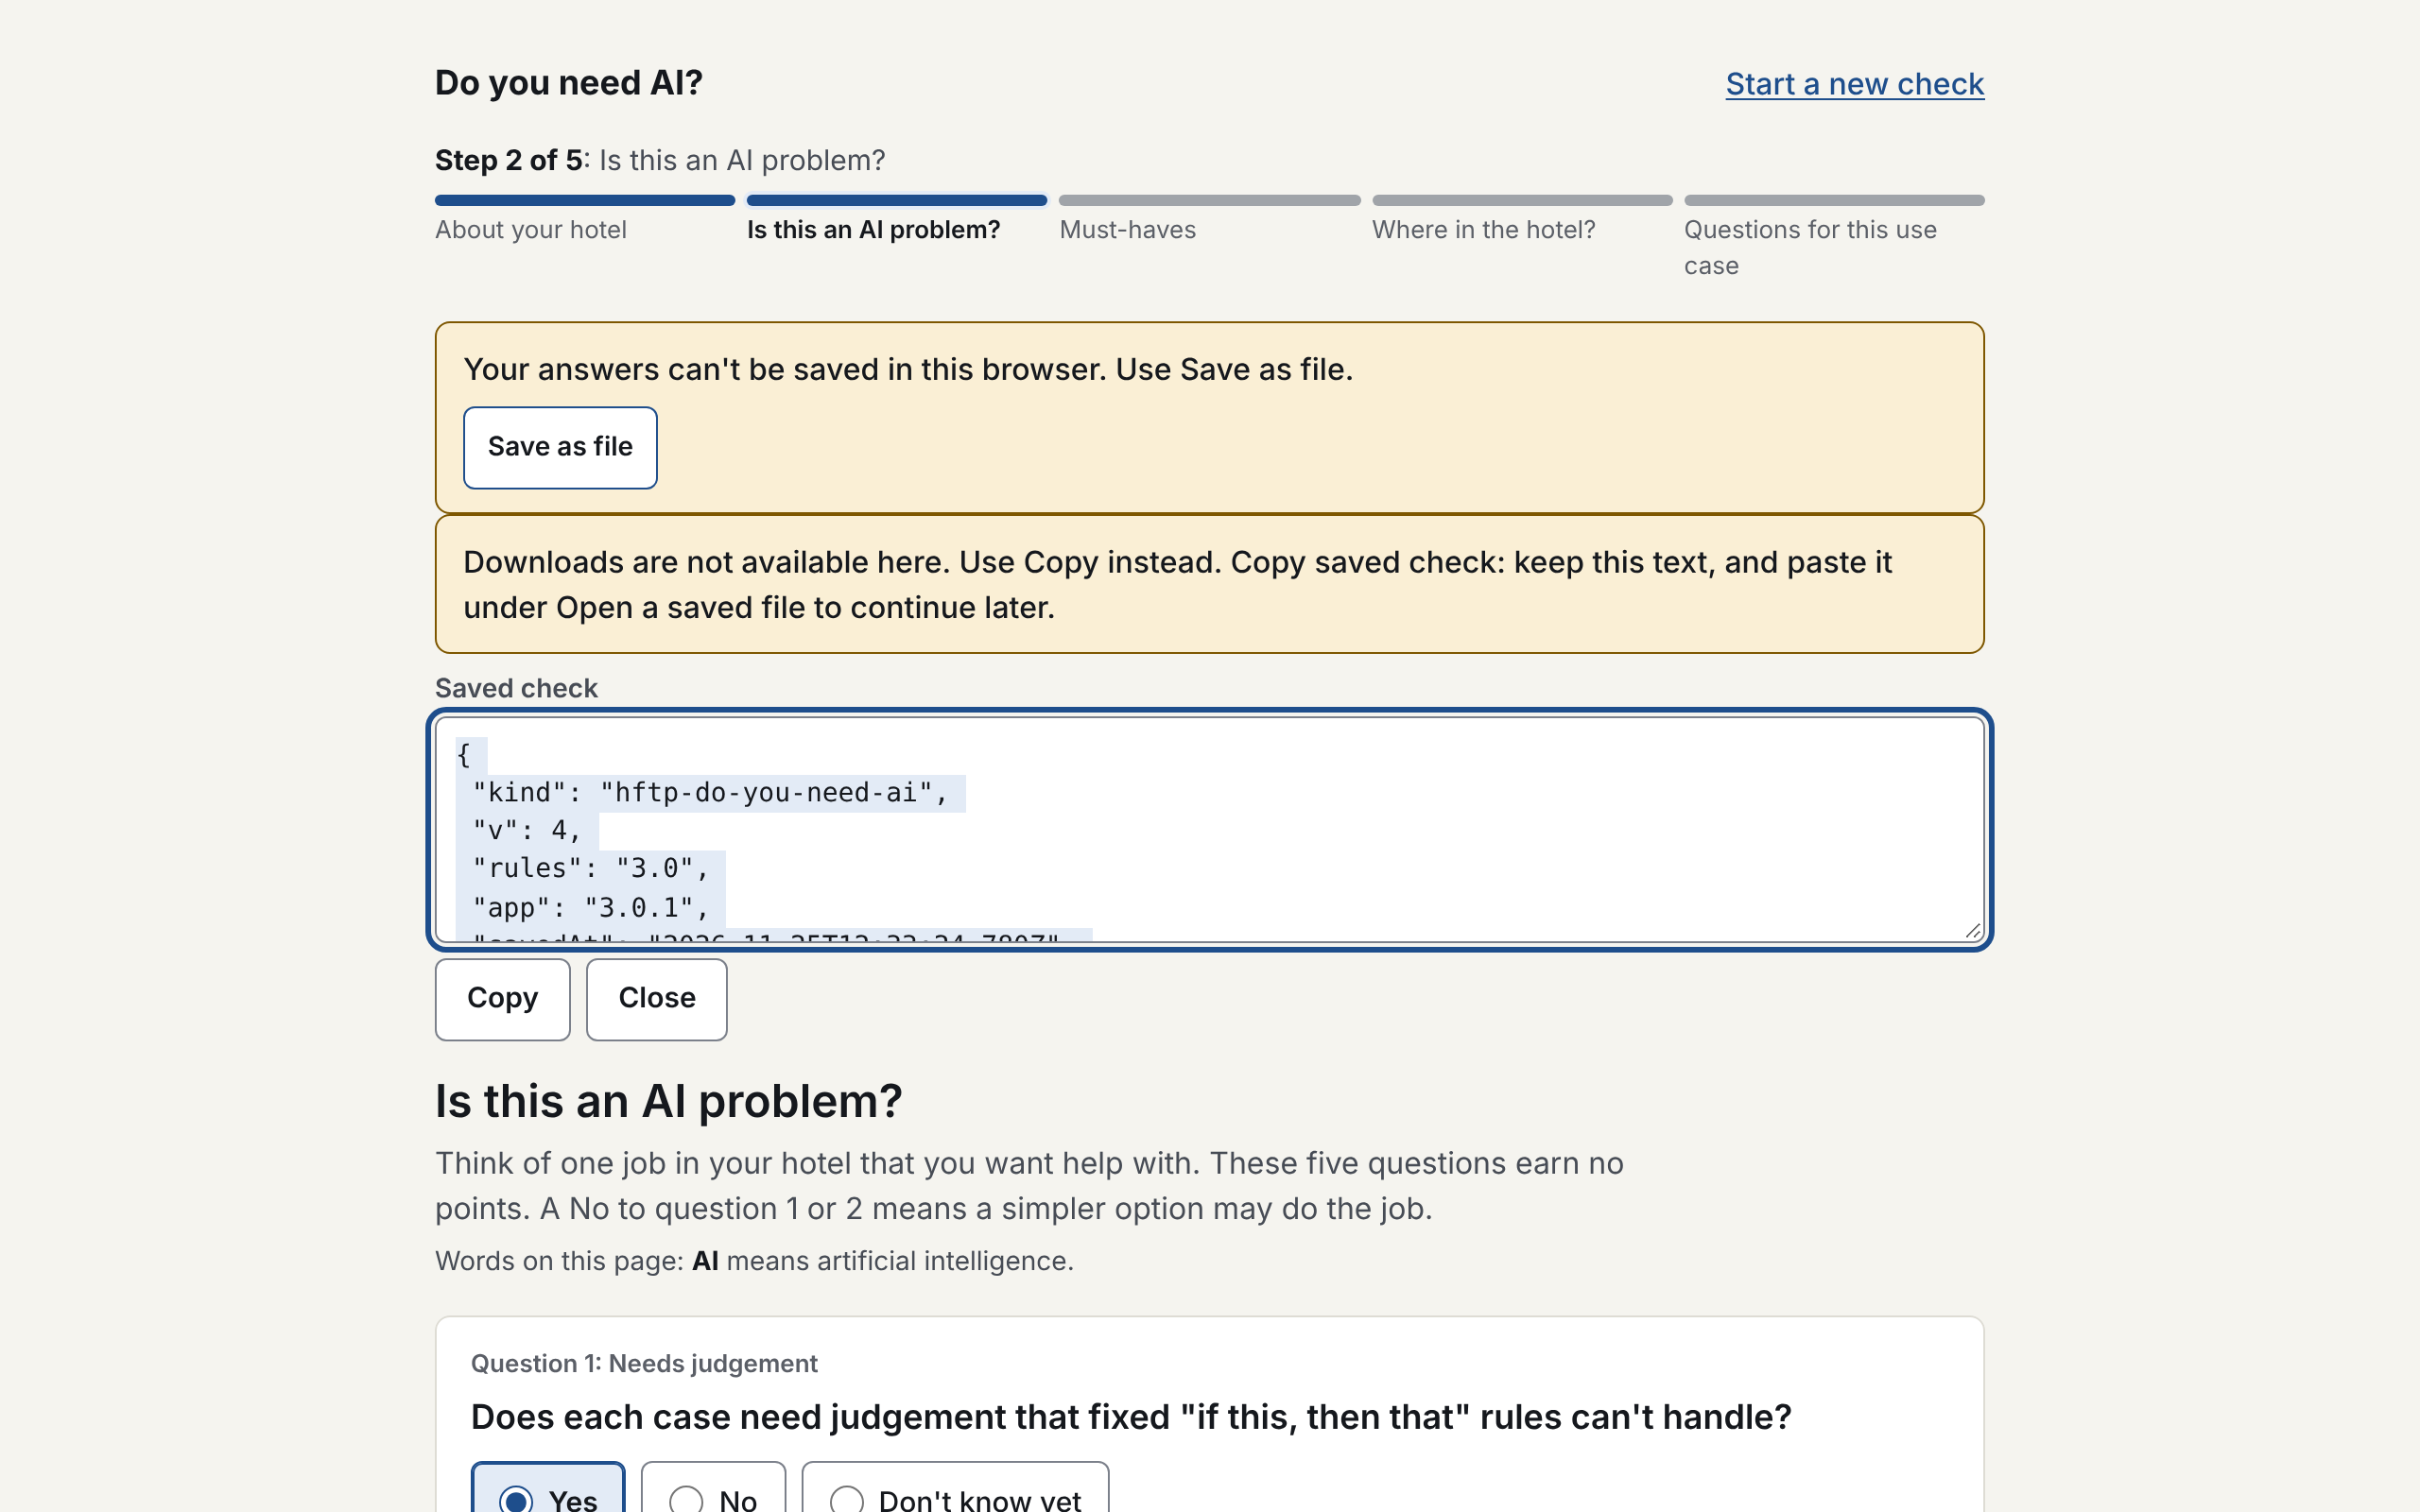 Do you need AI?
Start a new check
Step 2 of 5: Is this an AI problem?
About your hotel
Is this an AI problem?
Must-haves
Where in the hotel?
Questions for this use
case
Your answers can't be saved in this browser. Use Save as file.
Save as file
Downloads are not available here. Use Copy instead. Copy saved check: keep this text, and paste it
under Open a saved file to continue later.
Saved check
{
"kind": "hftp-do-you-need-ai",
"v": 4,
"rules": "3.0",
"app": "3.0.1",
Copy
Close
Is this an AI problem?
Think of one job in your hotel that you want help with. These five questions earn no
points. A No to question 1 or 2 means a simpler option may do the job.
Words on this page: AI means artificial intelligence.
Question 1: Needs judgement
Does each case need judgement that fixed "if this, then that" rules can't handle?
Yes
No
Don't know yet